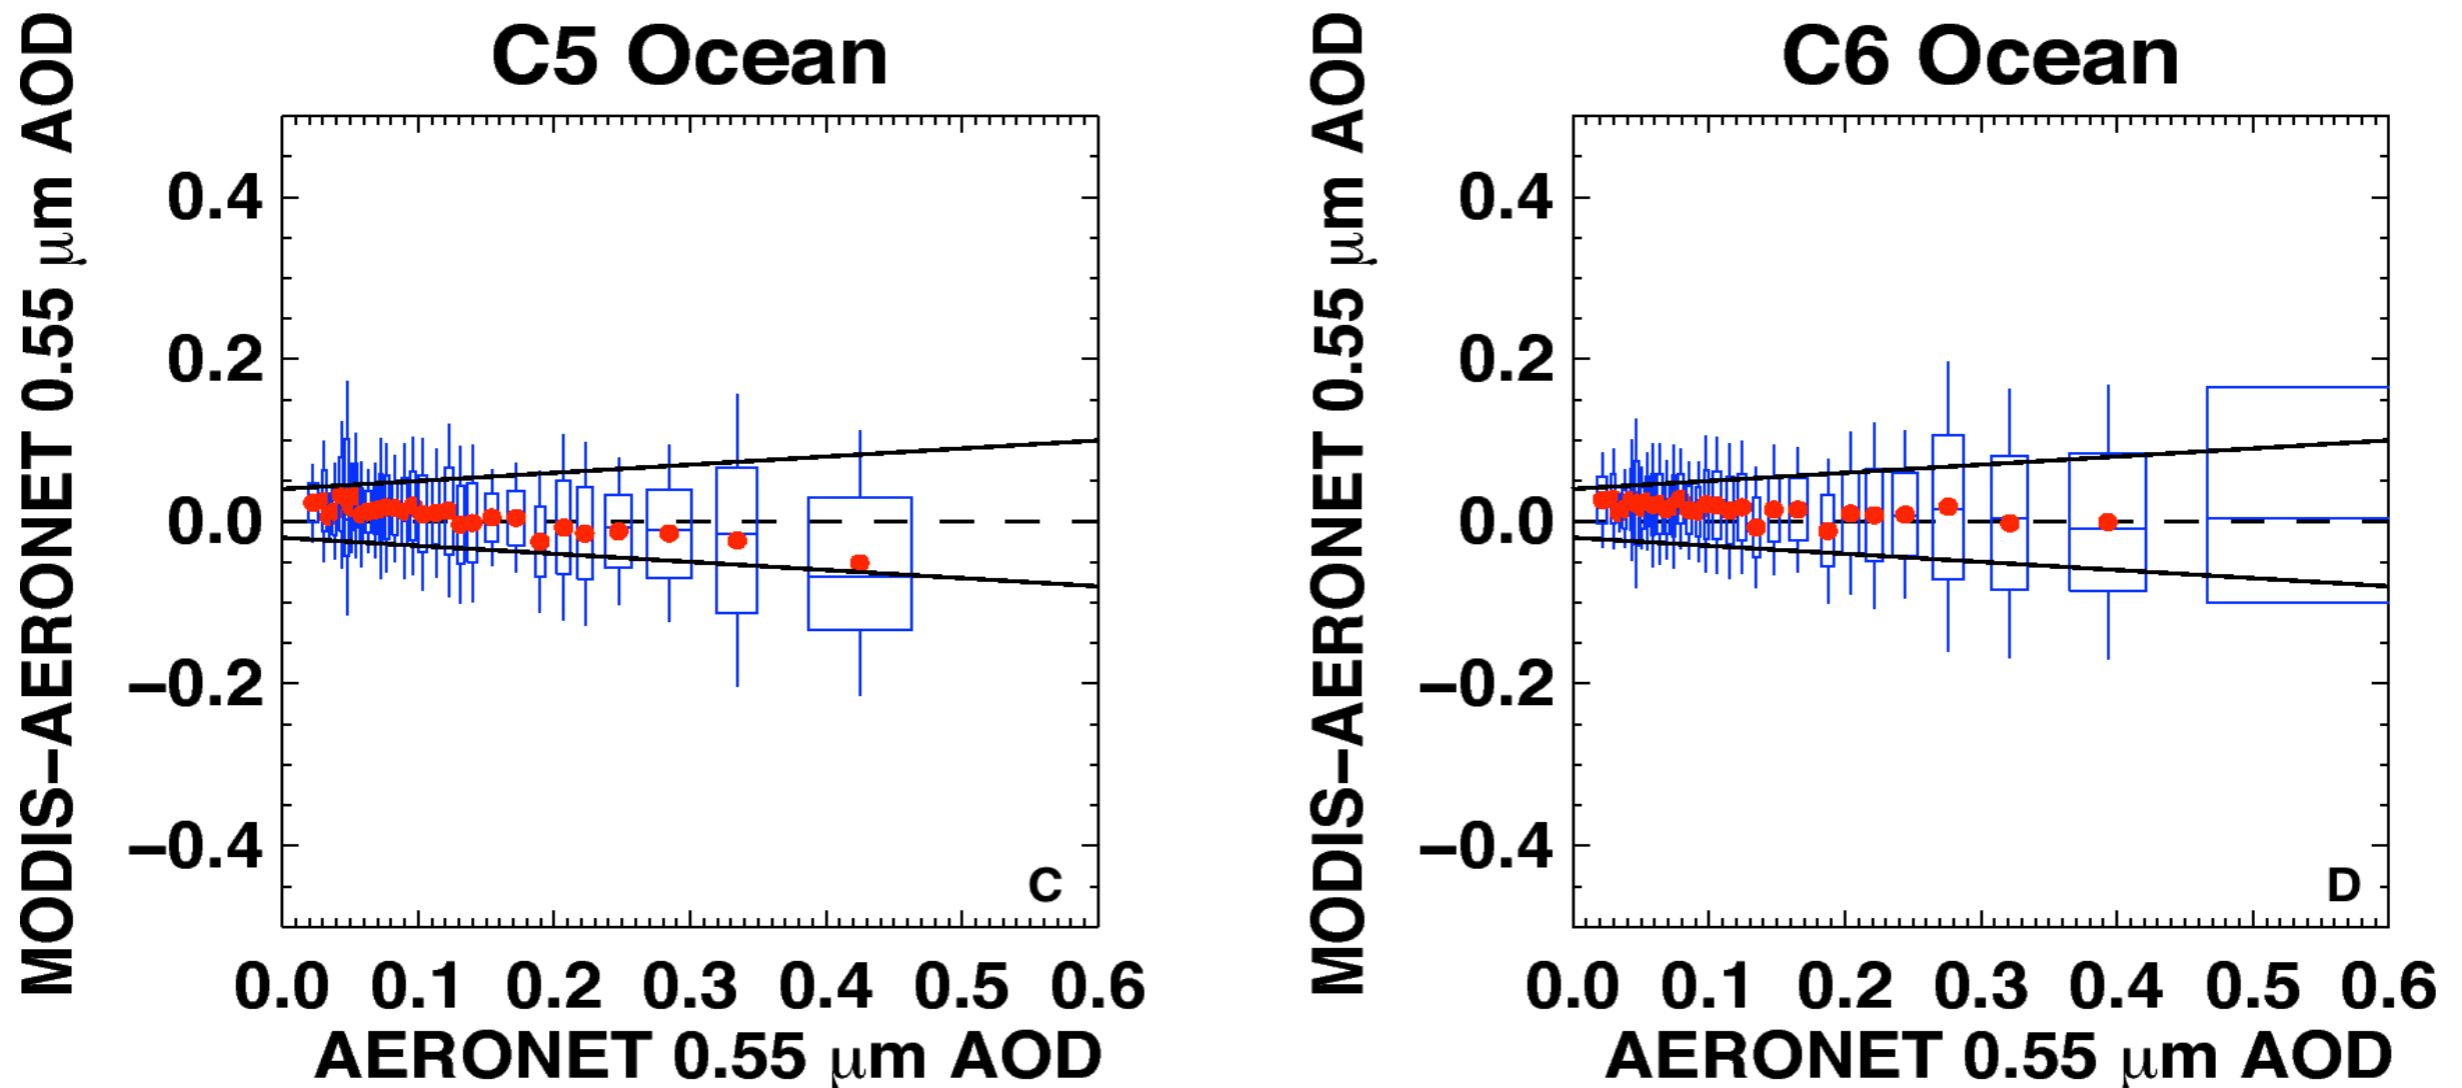 C5 Ocean
MODIS–AERONET 0.55 μm AOD
0.4
0.2
0.0
–0.2
–0.4
C
0.0 0.1 0.2 0.3 0.4 0.5 0.6
AERONET 0.55 μm AOD
C6 Ocean
MODIS–AERONET 0.55 μm AOD
0.4
0.2
0.0
–0.2
–0.4
D
0.0 0.1 0.2 0.3 0.4 0.5 0.6
AERONET 0.55 μm AOD